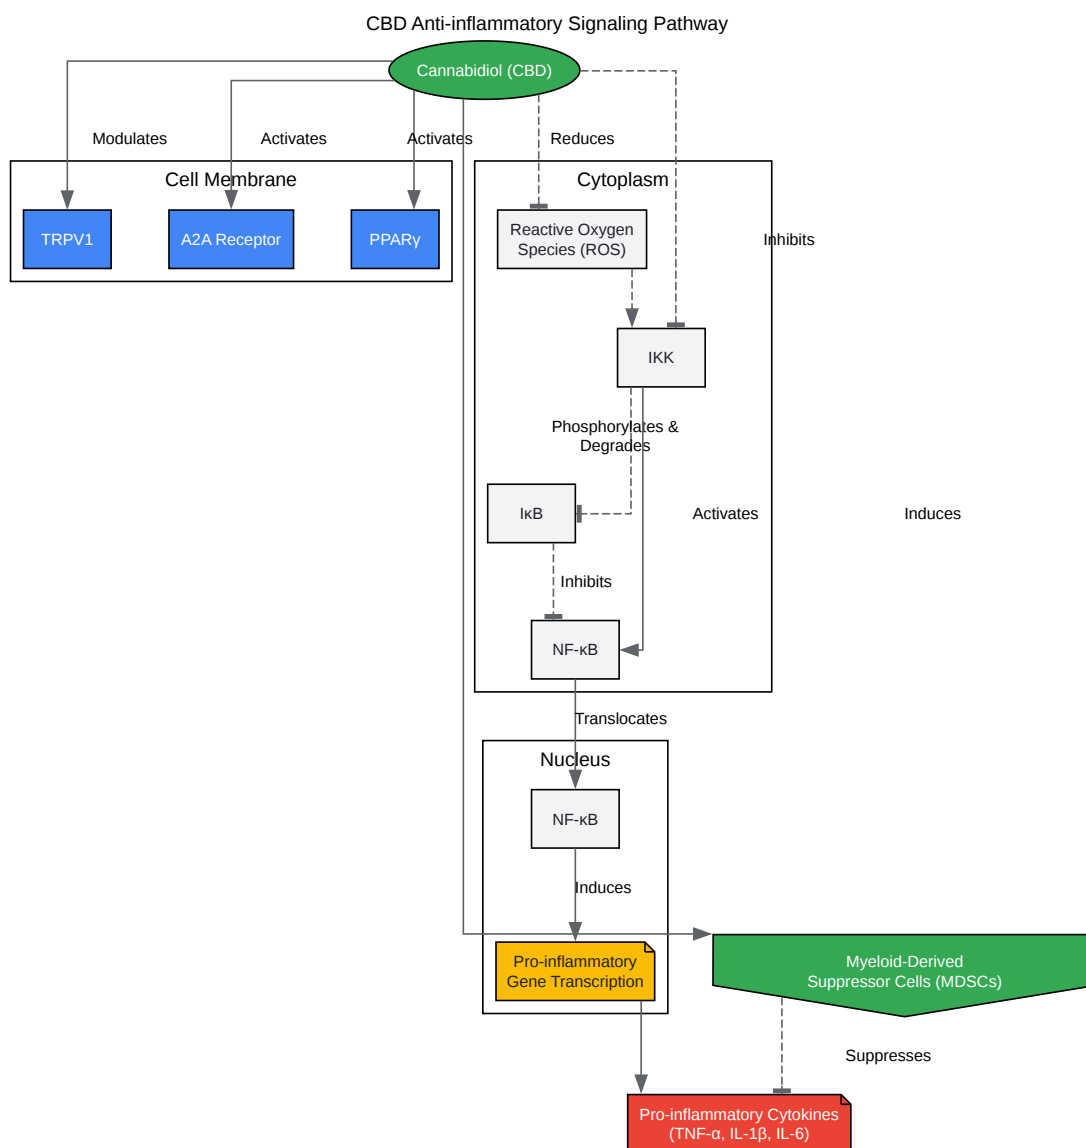 CBD Anti-inflammatory Signaling Pathway
Cannabidiol (CBD)
Modulates
Activates
Activates
Reduces
Cell Membrane
Cytoplasm
TRPV1
A2A Receptor
PPARγ
Reactive Oxygen
Species (ROS)
Inhibits
IKK
Phosphorylates &
Degrades
IκB
Activates
Induces
Inhibits
NF-κB
Translocates
Nucleus
NF-κB
Induces
Pro-inflammatory
Gene Transcription
Myeloid-Derived
Suppressor Cells (MDSCs)
Suppresses
Pro-inflammatory Cytokines
(TNF-α, IL-1β, IL-6)